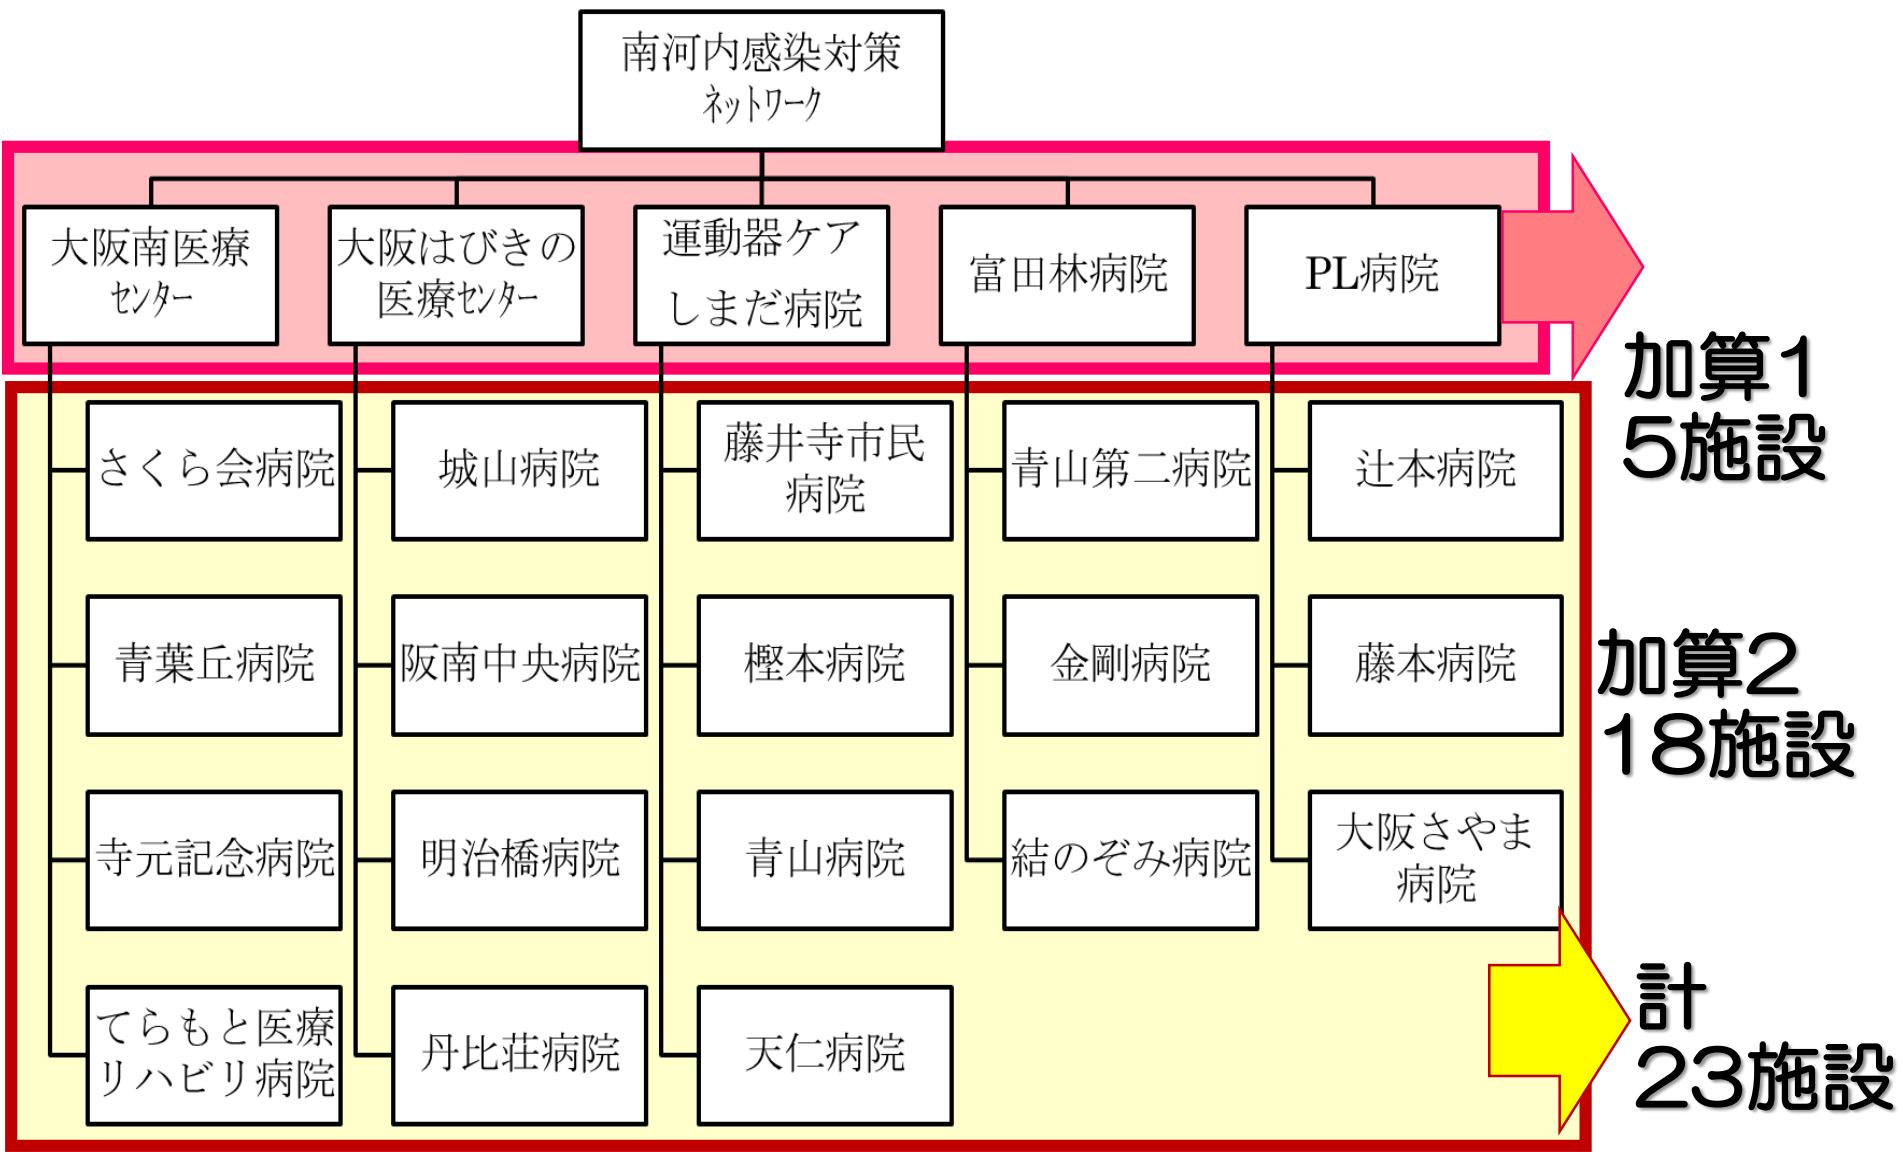 南河内感染対策
ネットワーク
大阪南医療
センター
大阪はびきの
医療センター
運動器ケア
しまだ病院
富田林病院
PL病院
加算1
5施設
さくら会病院
城山病院
藤井寺市民
病院
青山第二病院
辻本病院
青葉丘病院
阪南中央病院
樫本病院
金剛病院
藤本病院
加算2
18施設
寺元記念病院
明治橋病院
青山病院
結のぞみ病院
大阪さやま
病院
てらもと医療
リハビリ病院
丹比荘病院
天仁病院
計
23施設